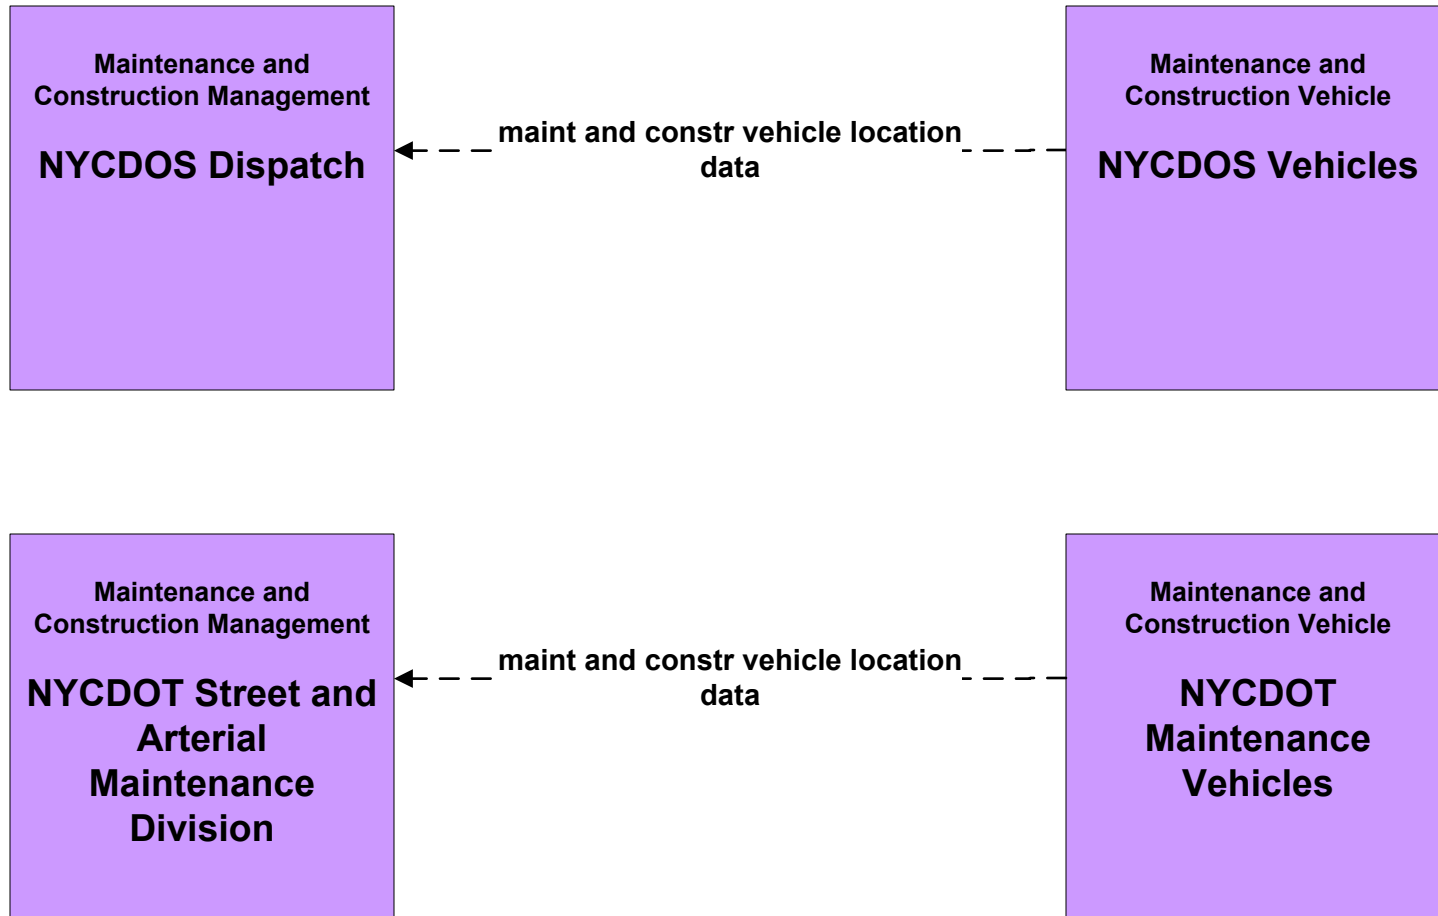 Maintenance and
Construction Management
NYCDOS Dispatch
maint and constr vehicle location
data
Maintenance and
Construction Vehicle
NYCDOS Vehicles
Maintenance and
Construction Management
NYCDOT Street and
Arterial
Maintenance
Division
maint and constr vehicle location
data
Maintenance and
Construction Vehicle
NYCDOT
Maintenance
Vehicles